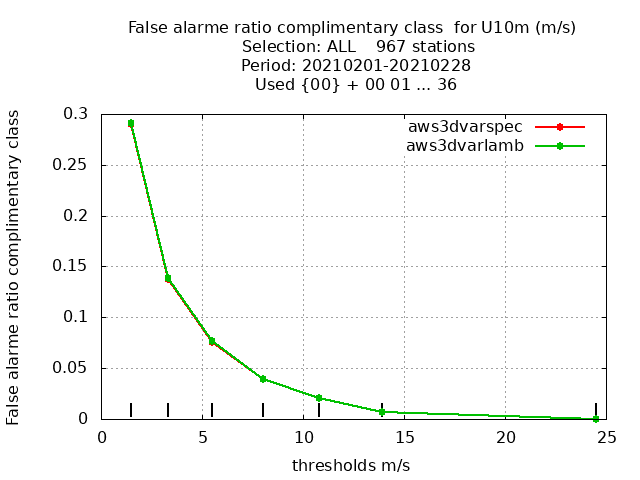 False alarme ratio complimentary class  for U10m (m/s)
Selection: ALL    967 stations
Period: 20210201-20210228
Used {00} + 00 01 ... 36
False alarme ratio complimentary class
0.3
0.25
0.2
0.15
0.1
0.05
0
aws3dvarspec
aws3dvarlamb
0 5 10 15 20 25
thresholds m/s